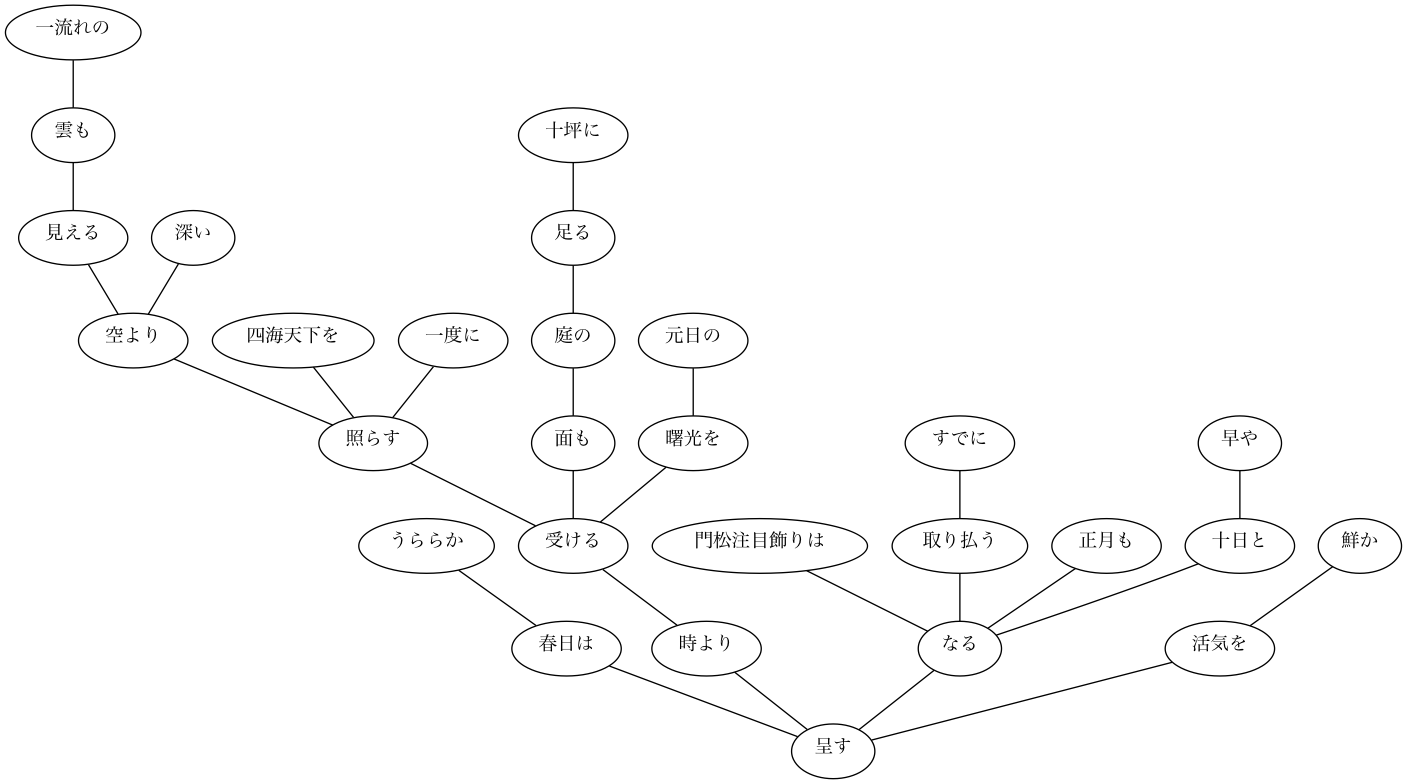 一流れの
雲も
十坪に
見える
深い
足る
空より
四海天下を
一度に
庭の
元日の
照らす
面も
曙光を
すでに
早や
うららか
受ける
門松注目飾りは
取り払う
正月も
十日と
鮮か
春日は
時より
なる
活気を
呈す